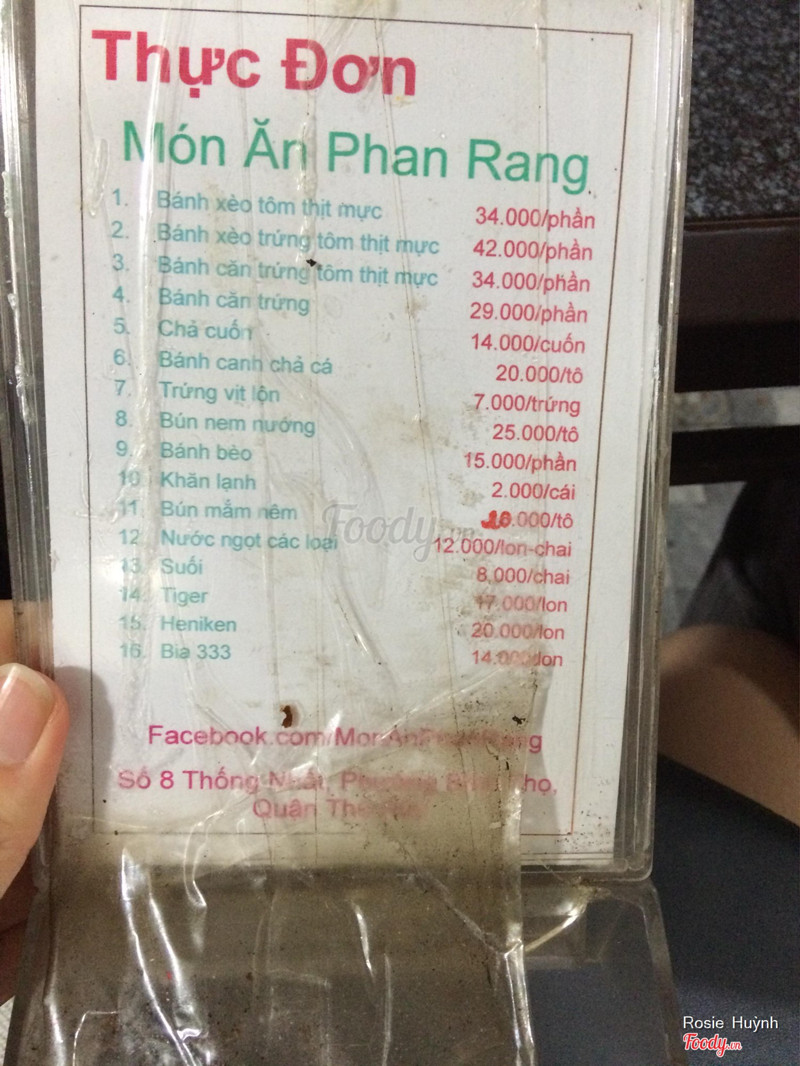 Thực Đơn
Món Ăn Phan Rang
1. Bánh xèo tôm thịt mực 34.000/phần
2. Bánh xèo trứng tôm thịt mực 42.000/phần
3. Bánh căn trứng tôm thịt mực 34.000/phần
4. Bánh căn trứng 29.000/phần
5. Chả cuốn 14.000/cuốn
6. Bánh canh chả cá 20.000/tô
7. Trứng vịt lộn 7.000/trứng
8. Bún nem nướng 25.000/tô
9. Bánh bèo 15.000/phần
10. Khăn lạnh 2.000/cái
11. Bún mắm nêm /tô
12. Nước ngọt các loại 12.000/lon-chai
13. Suối 8.000/chai
14. Tiger 17.000/lon
15. Heniken 20.000/lon
16. Bia 333 14.000/lon
Facebook.com/MonAnPhanRang
Số 8 Thống Nhất, Phường Thọ,
Quận
Foody.vn
Rosie Huỳnh
Foody.vn